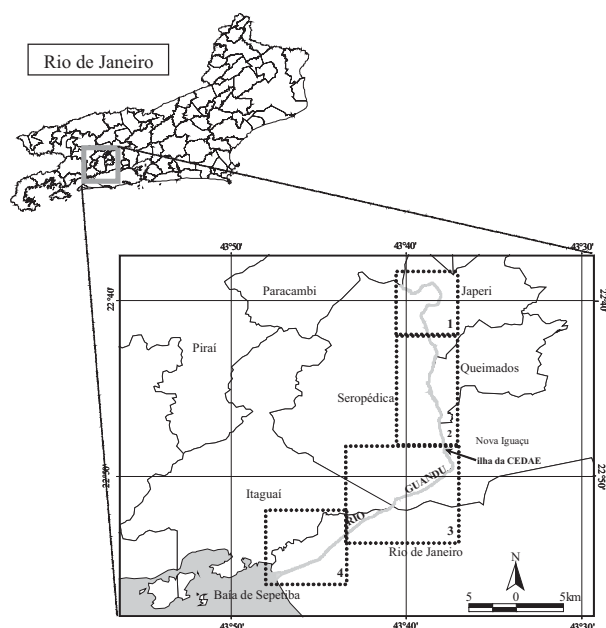 Rio de Janeiro
43°50 43°40 43°30
22°40
22°40
Paracambi
Japeri
1
Piraí
Queimados
Seropédica
2
Nova Iguaçu
ilha da CEDAE
22°50
22°50
Itaguaí
RIO GUANDU
3
Rio de Janeiro
4
N
Baia de Sepetiba
5 0 5km
43°50 43°40 43°30